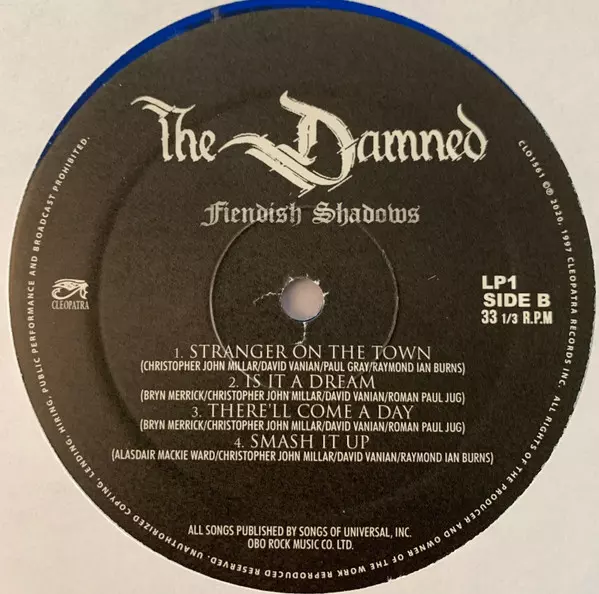 The Damned
Fiendish Shadows
CLEOPATRA
LP1
SIDE B
33 1/3 R.P.M
1. STRANGER ON THE TOWN
(CHRISTOPHER JOHN MILLAR/DAVID VANIAN/PAUL GRAY/RAYMOND IAN BURNS)
2. IS IT A DREAM
(BRYN MERRICK/CHRISTOPHER JOHN MILLAR/DAVID VANIAN/ROMAN PAUL JUG)
3. THERE'LL COME A DAY
(BRYN MERRICK/CHRISTOPHER JOHN MILLAR/DAVID VANIAN/ROMAN PAUL JUG)
4. SMASH IT UP
(ALASDAIR MACKIE WARD/CHRISTOPHER JOHN MILLAR/DAVID VANIAN/RAYMOND IAN BURNS)
ALL SONGS PUBLISHED BY SONGS OF UNIVERSAL, INC.
OBO ROCK MUSIC CO. LTD.
CLO1561 ©℗ 2020, 1997 CLEOPATRA RECORDS INC. ALL RIGHTS OF THE PRODUCER AND OWNER OF THE WORK REPRODUCED RESERVED. UNAUTHORIZED COPYING, LENDING, HIRING, PUBLIC PERFORMANCE AND BROADCAST PROHIBITED.